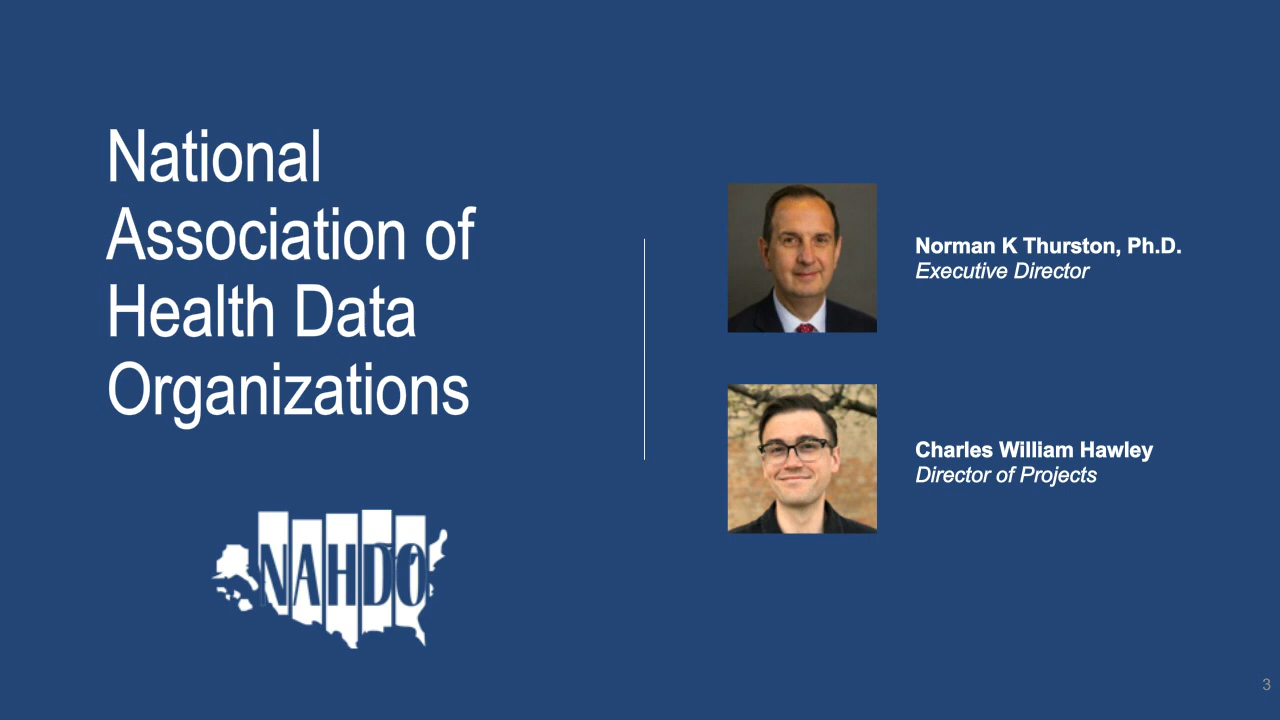 National
Association of
Health Data
Organizations
NAHDO
Norman K Thurston, Ph.D.
Executive Director
Charles William Hawley
Director of Projects
3